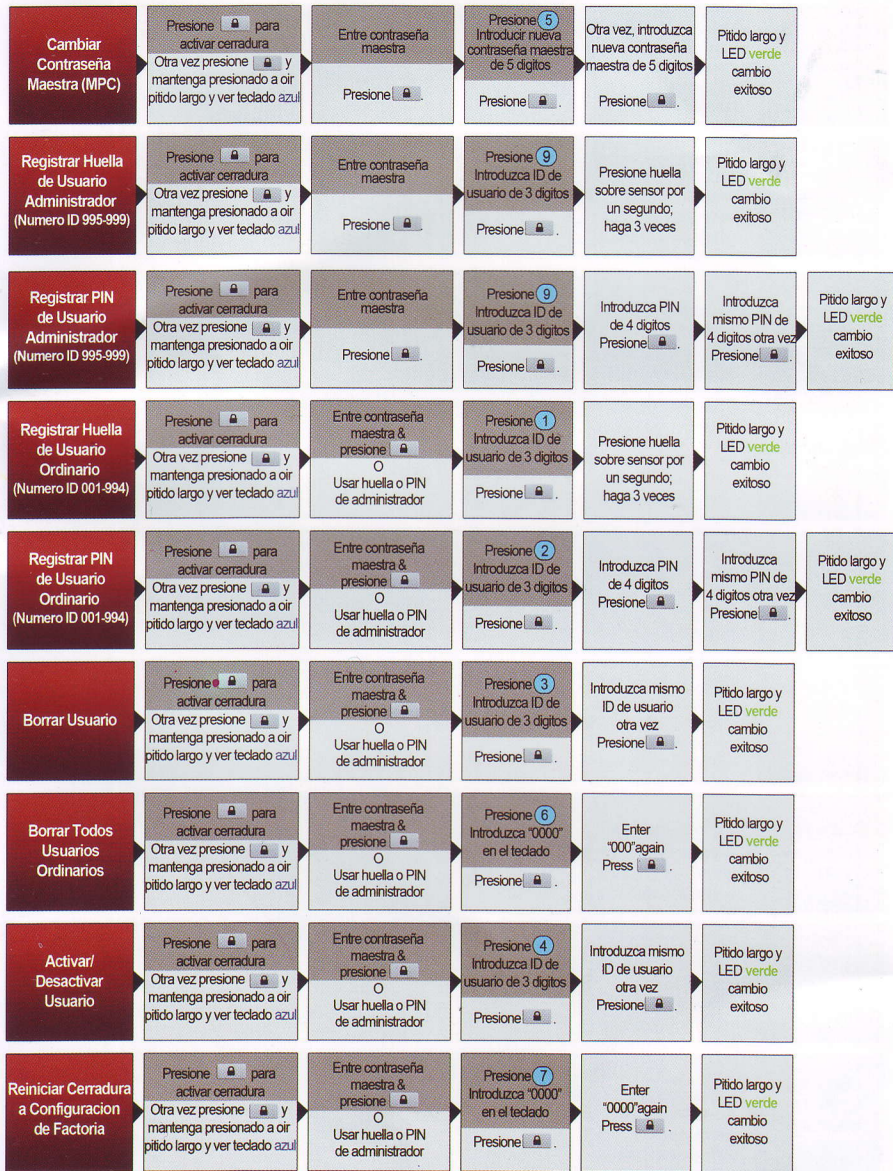 Cambiar
Contraseña
Maestra (MPC)
Presione para
activar cerradura
Otra vez presione y
mantenga presionado a oir
pitido largo y ver teclado azul
Entre contraseña
maestra
Presione .
Presione 5
Introducir nueva
contraseña maestra
de 5 digitos
Presione .
Otra vez, introduzca
nueva contraseña
maestra de 5 digitos
Presione .
Pitido largo y
LED verde
cambio
exitoso
Registrar Huella
de Usuario
Administrador
(Numero ID 995-999)
Presione para
activar cerradura
Otra vez presione y
mantenga presionado a oir
pitido largo y ver teclado azul
Entre contraseña
maestra
Presione .
Presione 9
Introduzca ID de
usuario de 3 digitos
Presione .
Presione huella
sobre sensor por
un segundo;
haga 3 veces
Pitido largo y
LED verde
cambio
exitoso
Registrar PIN
de Usuario
Administrador
(Numero ID 995-999)
Presione para
activar cerradura
Otra vez presione y
mantenga presionado a oir
pitido largo y ver teclado azul
Entre contraseña
maestra
Presione .
Presione 9
Introduzca ID de
usuario de 3 digitos
Presione .
Introduzca PIN
de 4 digitos
Presione .
Introduzca
mismo PIN de
4 digitos otra vez
Presione .
Pitido largo y
LED verde
cambio
exitoso
Registrar Huella
de Usuario
Ordinario
(Numero ID 001-994)
Presione para
activar cerradura
Otra vez presione y
mantenga presionado a oir
pitido largo y ver teclado azul
Entre contraseña
maestra &
presione
O
Usar huella o PIN
de administrador
Presione 1
Introduzca ID de
usuario de 3 digitos
Presione .
Presione huella
sobre sensor por
un segundo;
haga 3 veces
Pitido largo y
LED verde
cambio
exitoso
Registrar PIN
de Usuario
Ordinario
(Numero ID 001-994)
Presione para
activar cerradura
Otra vez presione y
mantenga presionado a oir
pitido largo y ver teclado azul
Entre contraseña
maestra &
presione
O
Usar huella o PIN
de administrador
Presione 2
Introduzca ID de
usuario de 3 digitos
Presione .
Introduzca PIN
de 4 digitos
Presione .
Introduzca
mismo PIN de
4 digitos otra vez
Presione .
Pitido largo y
LED verde
cambio
exitoso
Borrar Usuario
Presione para
activar cerradura
Otra vez presione y
mantenga presionado a oir
pitido largo y ver teclado azul
Entre contraseña
maestra &
presione
O
Usar huella o PIN
de administrador
Presione 3
Introduzca ID de
usuario de 3 digitos
Presione .
Introduzca mismo
ID de usuario
otra vez
Presione .
Pitido largo y
LED verde
cambio
exitoso
Borrar Todos
Usuarios
Ordinarios
Presione para
activar cerradura
Otra vez presione y
mantenga presionado a oir
pitido largo y ver teclado azul
Entre contraseña
maestra &
presione
O
Usar huella o PIN
de administrador
Presione 6
Introduzca "0000"
en el teclado
Presione .
Enter
"000"again
Press .
Pitido largo y
LED verde
cambio
exitoso
Activar/
Desactivar
Usuario
Presione para
activar cerradura
Otra vez presione y
mantenga presionado a oir
pitido largo y ver teclado azul
Entre contraseña
maestra &
presione
O
Usar huella o PIN
de administrador
Presione 4
Introduzca ID de
usuario de 3 digitos
Presione .
Introduzca mismo
ID de usuario
otra vez
Presione .
Pitido largo y
LED verde
cambio
exitoso
Reiniciar Cerradura
a Configuracion
de Factoria
Presione para
activar cerradura
Otra vez presione y
mantenga presionado a oir
pitido largo y ver teclado azul
Entre contraseña
maestra &
presione
O
Usar huella o PIN
de administrador
Presione 7
Introduzca "0000"
en el teclado
Presione .
Enter
"0000"again
Press .
Pitido largo y
LED verde
cambio
exitoso